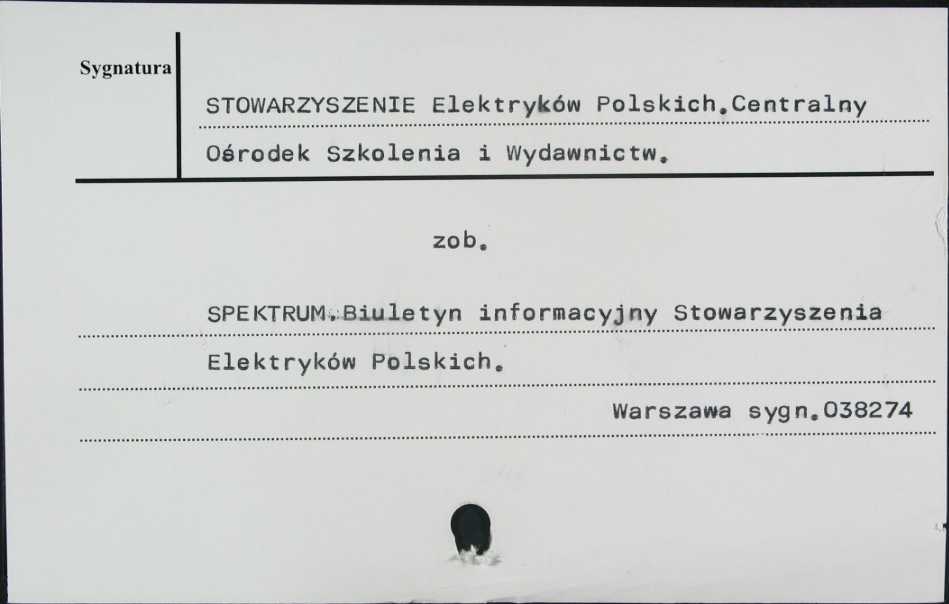 Sygnatura
STOWARZYSZENIE Elektryków Polskich.Centralny
Ośrodek Szkolenia i Wydawnictw.
zob.
SPEKTRUM.Biuletyn informacyjny Stowarzyszenia
Elektryków Polskich.
Warszawa sygn.038274